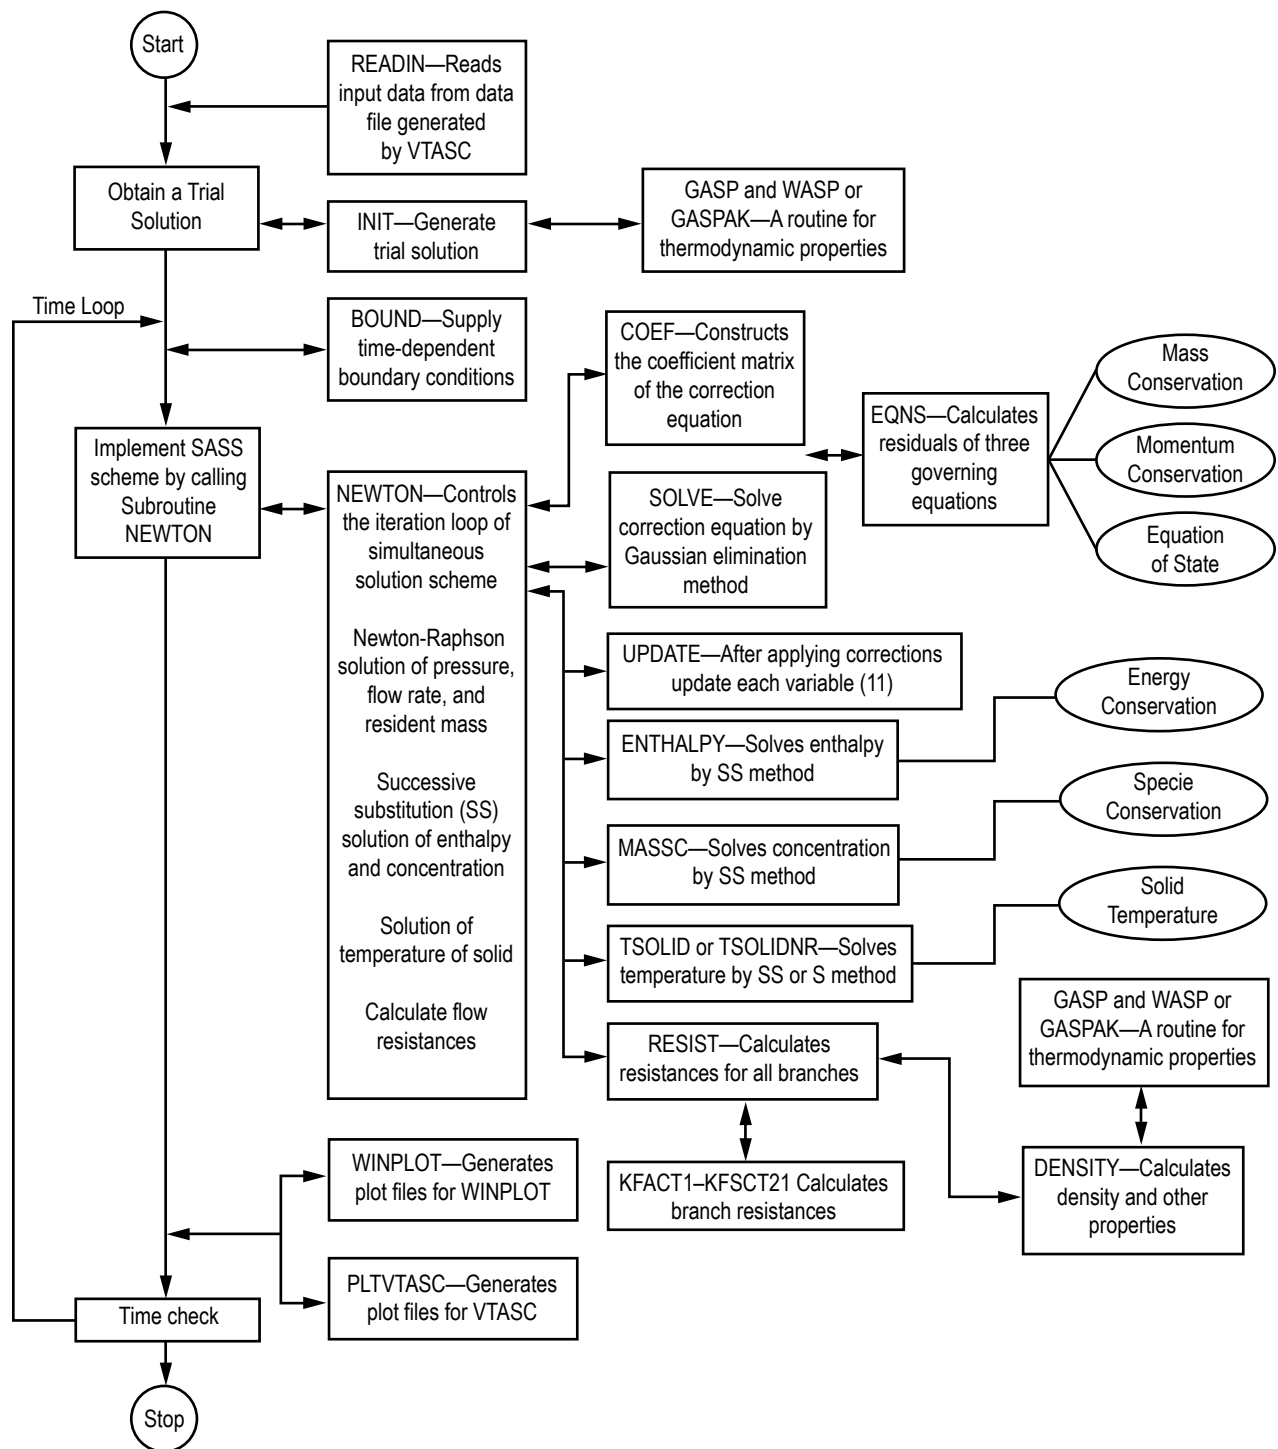 Start
READIN—Reads
input data from data
file generated
by VTASC
Obtain a Trial
Solution
INIT—Generate
trial solution
GASP and WASP or
GASPAK—A routine for
thermodynamic properties
Time Loop
BOUND—Supply
time-dependent
boundary conditions
COEF—Constructs
the coefficient matrix
of the correction
equation
EQNS—Calculates
residuals of three
governing
equations
Mass
Conservation
Momentum
Conservation
Equation
of State
Implement SASS
scheme by calling
Subroutine
NEWTON
NEWTON—Controls
the iteration loop of
simultaneous
solution scheme
Newton-Raphson
solution of pressure,
flow rate, and
resident mass
Successive
substitution (SS)
solution of enthalpy
and concentration
Solution of
temperature of solid
Calculate flow
resistances
SOLVE—Solve
correction equation by
Gaussian elimination
method
UPDATE—After applying corrections
update each variable (11)
ENTHALPY—Solves enthalpy
by SS method
Energy
Conservation
MASSC—Solves concentration
by SS method
Specie
Conservation
TSOLID or TSOLIDNR—Solves
temperature by SS or S method
Solid
Temperature
RESIST—Calculates
resistances for all branches
GASP and WASP or
GASPAK—A routine for
thermodynamic properties
KFACT1–KFSCT21 Calculates
branch resistances
DENSITY—Calculates
density and other
properties
WINPLOT—Generates
plot files for WINPLOT
PLTVTASC—Generates
plot files for VTASC
Time check
Stop